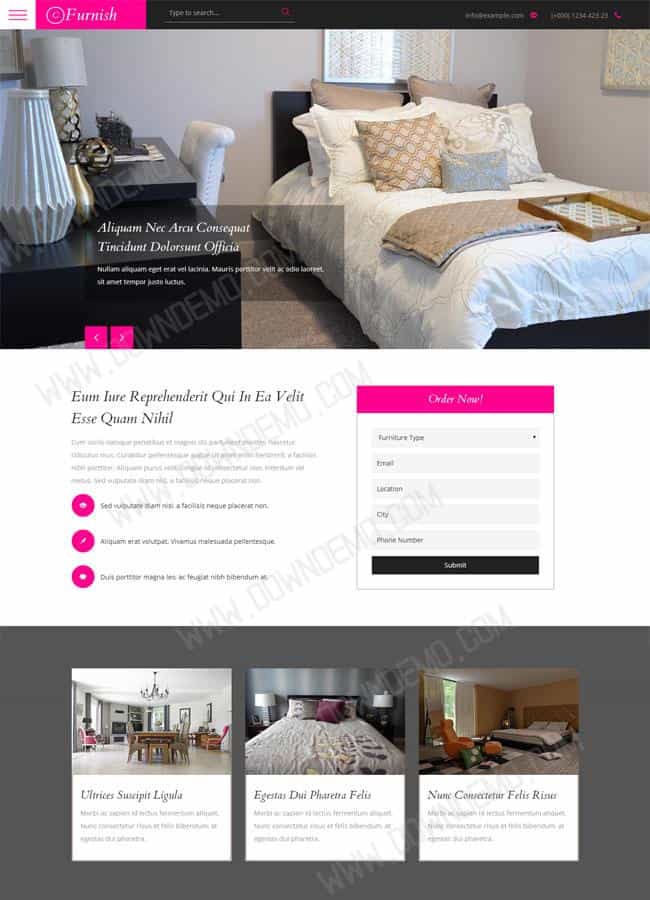 Furnish
Type to search...
info@example.com
(+000) 1234 423 23
Aliquam Nec Arcu Consequat
Tincidunt Dolorsunt Officia
Nullam aliquam eget erat vel lacinia. Mauris porttitor velit ac odio laoreet,
sit amet tempor justo luctus.
Eum Iure Reprehenderit Qui In Ea Velit
Esse Quam Nihil
Cum sociis natoque penatibus et magnis dis parturient montes, nascetur
ridiculus mus. Curabitur pellentesque augue sit amet enim hendrerit, a facilisis
nibh porttitor. Aliquam purus velit, congue id consectetur non, interdum vel
metus. Sed vulputate diam nisi, a facilisis neque placerat non.
Sed vulputate diam nisi, a facilisis neque placerat non.
Aliquam erat volutpat. Vivamus malesuada pellentesque.
Duis porttitor magna leo, ac feugiat nibh bibendum at.
Order Now!
Furniture Type
Email
Location
City
Phone Number
Submit
Ultrices Suscipit Ligula
Morbi ac sapien id lectus fermentum aliquet.
Nunc consectetur risus et felis bibendum, at
egestas dui pharetra.
Egestas Dui Pharetra Felis
Morbi ac sapien id lectus fermentum aliquet.
Nunc consectetur risus et felis bibendum, at
egestas dui pharetra.
Nunc Consectetur Felis Risus
Morbi ac sapien id lectus fermentum aliquet.
Nunc consectetur risus et felis bibendum, at
egestas dui pharetra.
WWW.DOWNDEMO.COM
WWW.DOWNDEMO.COM
WWW.DOWNDEMO.COM
WWW.DOWNDEMO.COM